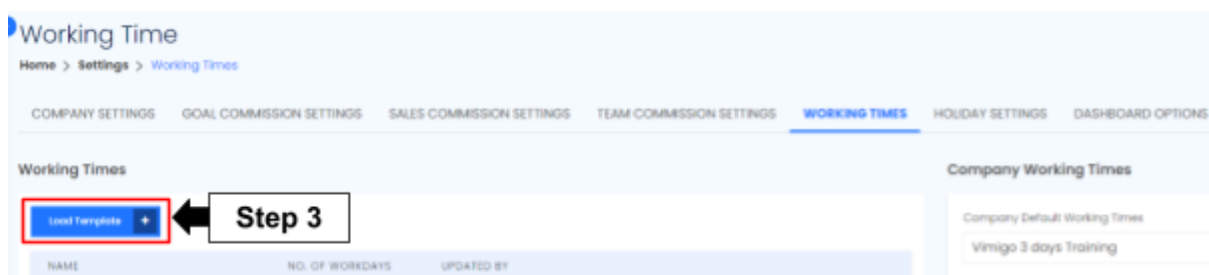 Working Time
Home > Settings > Working Times
COMPANY SETTINGS GOAL COMMISSION SETTINGS SALES COMMISSION SETTINGS TEAM COMMISSION SETTINGS WORKING TIMES HOLIDAY SETTINGS DASHBOARD OPTIONS
Working Times
Company Working Times
Load Template +
Step 3
Company Default Working Times
Vimigo 3 days Training
NAME NO. OF WORKDAYS UPDATED BY